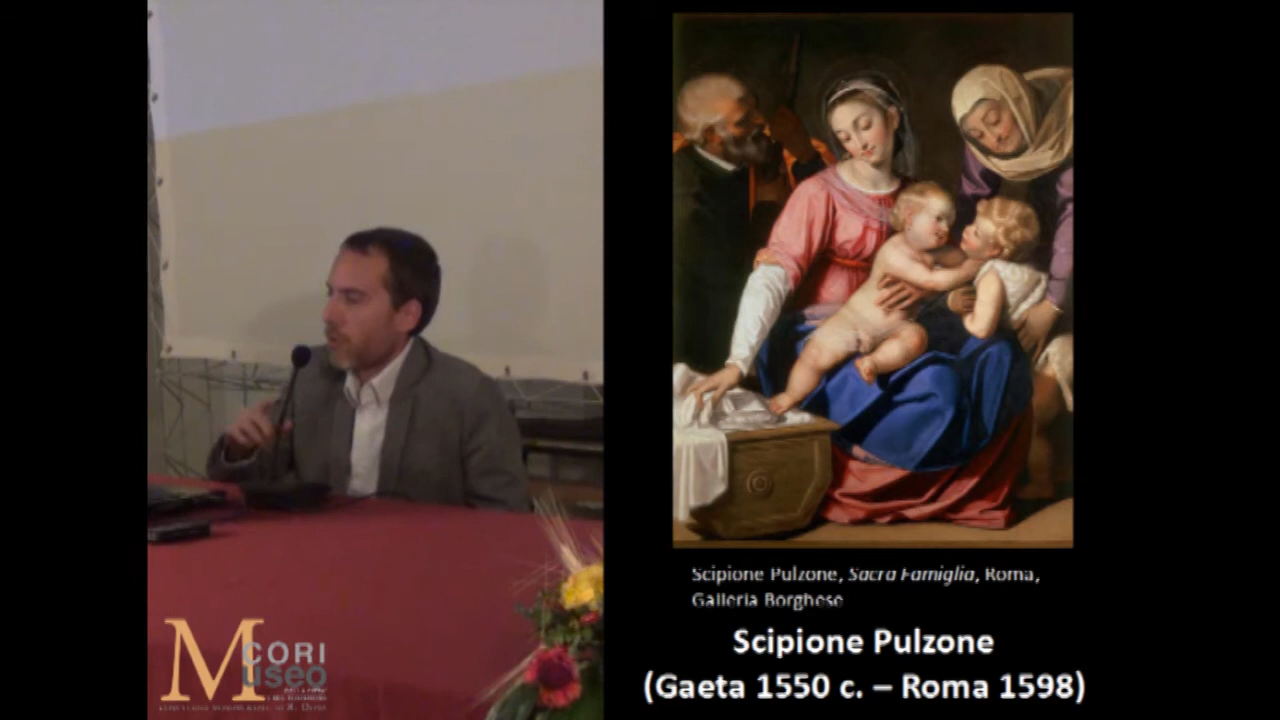 Scipione Pulzone, Sacra Famiglia, Roma,
Galleria Borghese
Scipione Pulzone
(Gaeta 1550 c. – Roma 1598)
M CORI
useo